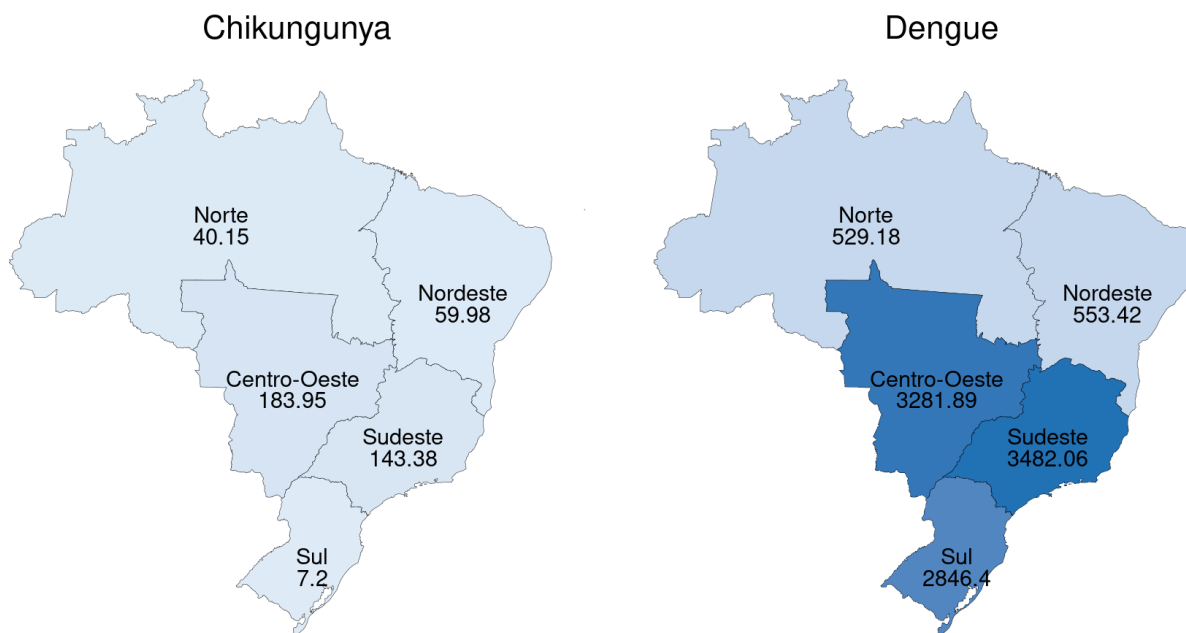 Chikungunya
Norte
40.15
Nordeste
59.98
Centro-Oeste
183.95
Sudeste
143.38
Sul
7.2
Dengue
Norte
529.18
Nordeste
553.42
Centro-Oeste
3281.89
Sudeste
3482.06
Sul
2846.4